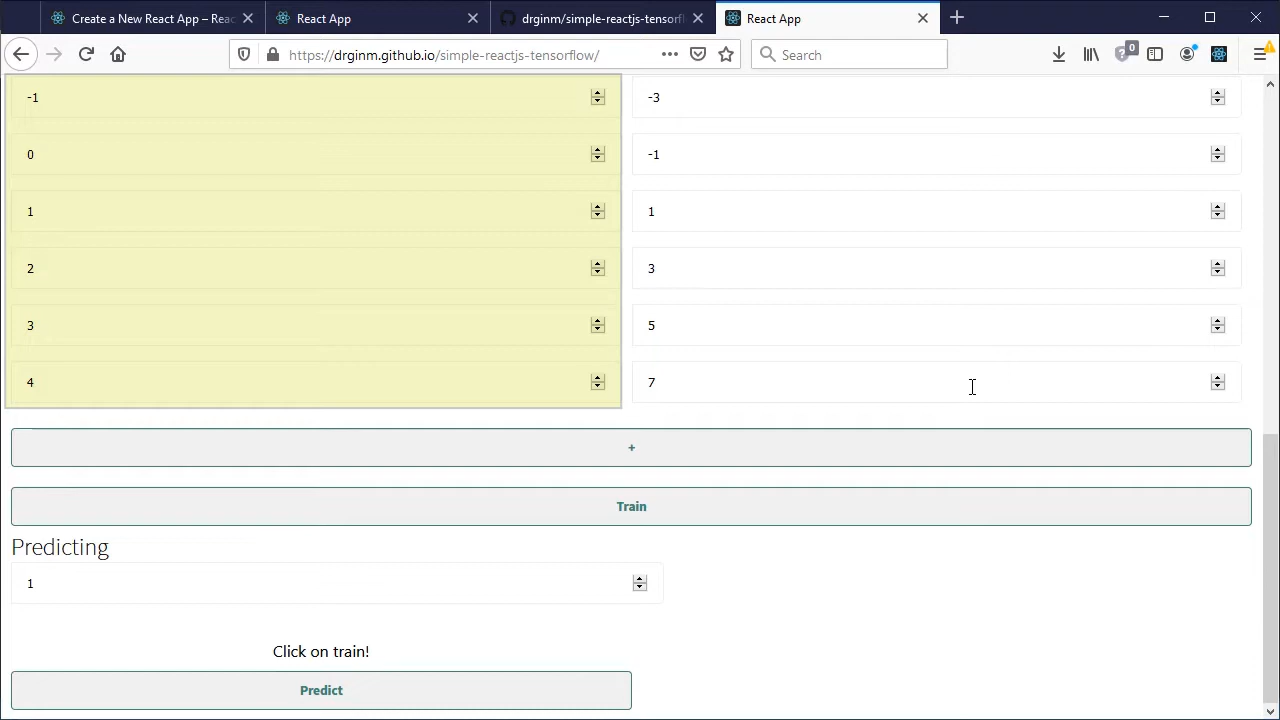 Create a New React App – Reac
React App
drginm/simple-reactjs-tensorfl
React App
https://drginm.github.io/simple-reactjs-tensorflow/
Search
0
-1 -3
0 -1
1 1
2 3
3 5
4 7
+
Train
Predicting
1
Click on train!
Predict